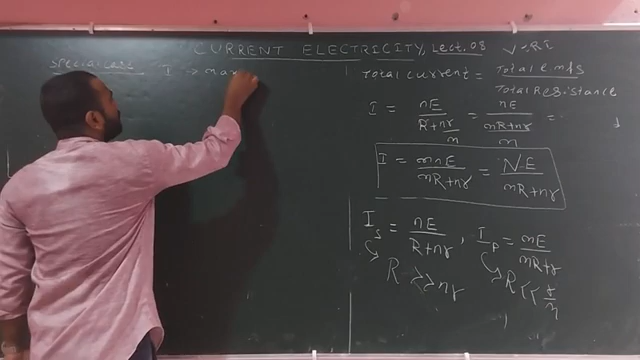 CURRENT ELECTRICITY, Lect. 08 V=RI
Special case I → max
Total Current = Total emfs / Total Resistance
I = nE / (R + nr/m) = nE / ((mR+nr)/m) =
I = mnE / (mR+nr) = NE / (mR+nr)
I_s = nE / (R+nr), I_p = mE / (mR+r)
R >> nr R << r/n